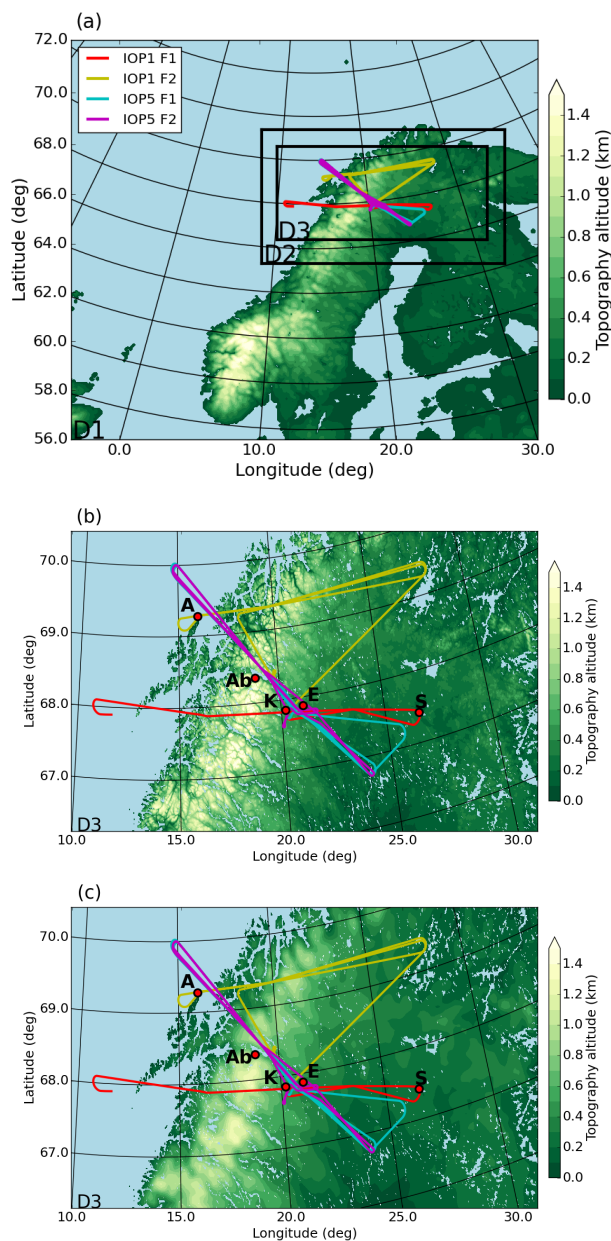 (a)
72.0
70.0
68.0
66.0
64.0
62.0
60.0
58.0
56.0
Latitude (deg)
IOP1 F1
IOP1 F2
IOP5 F1
IOP5 F2
D3
D2
D1
0.0
10.0
20.0
30.0
Longitude (deg)
1.4
1.2
1.0
0.8
0.6
0.4
0.2
0.0
Topography altitude (km)
(b)
70.0
69.0
68.0
67.0
Latitude (deg)
A
Ab
K
E
S
D3
10.0
15.0
20.0
25.0
30.0
Longitude (deg)
1.4
1.2
1.0
0.8
0.6
0.4
0.2
0.0
Topography altitude (km)
(c)
70.0
69.0
68.0
67.0
Latitude (deg)
A
Ab
K
E
S
D3
10.0
15.0
20.0
25.0
30.0
Longitude (deg)
1.4
1.2
1.0
0.8
0.6
0.4
0.2
0.0
Topography altitude (km)